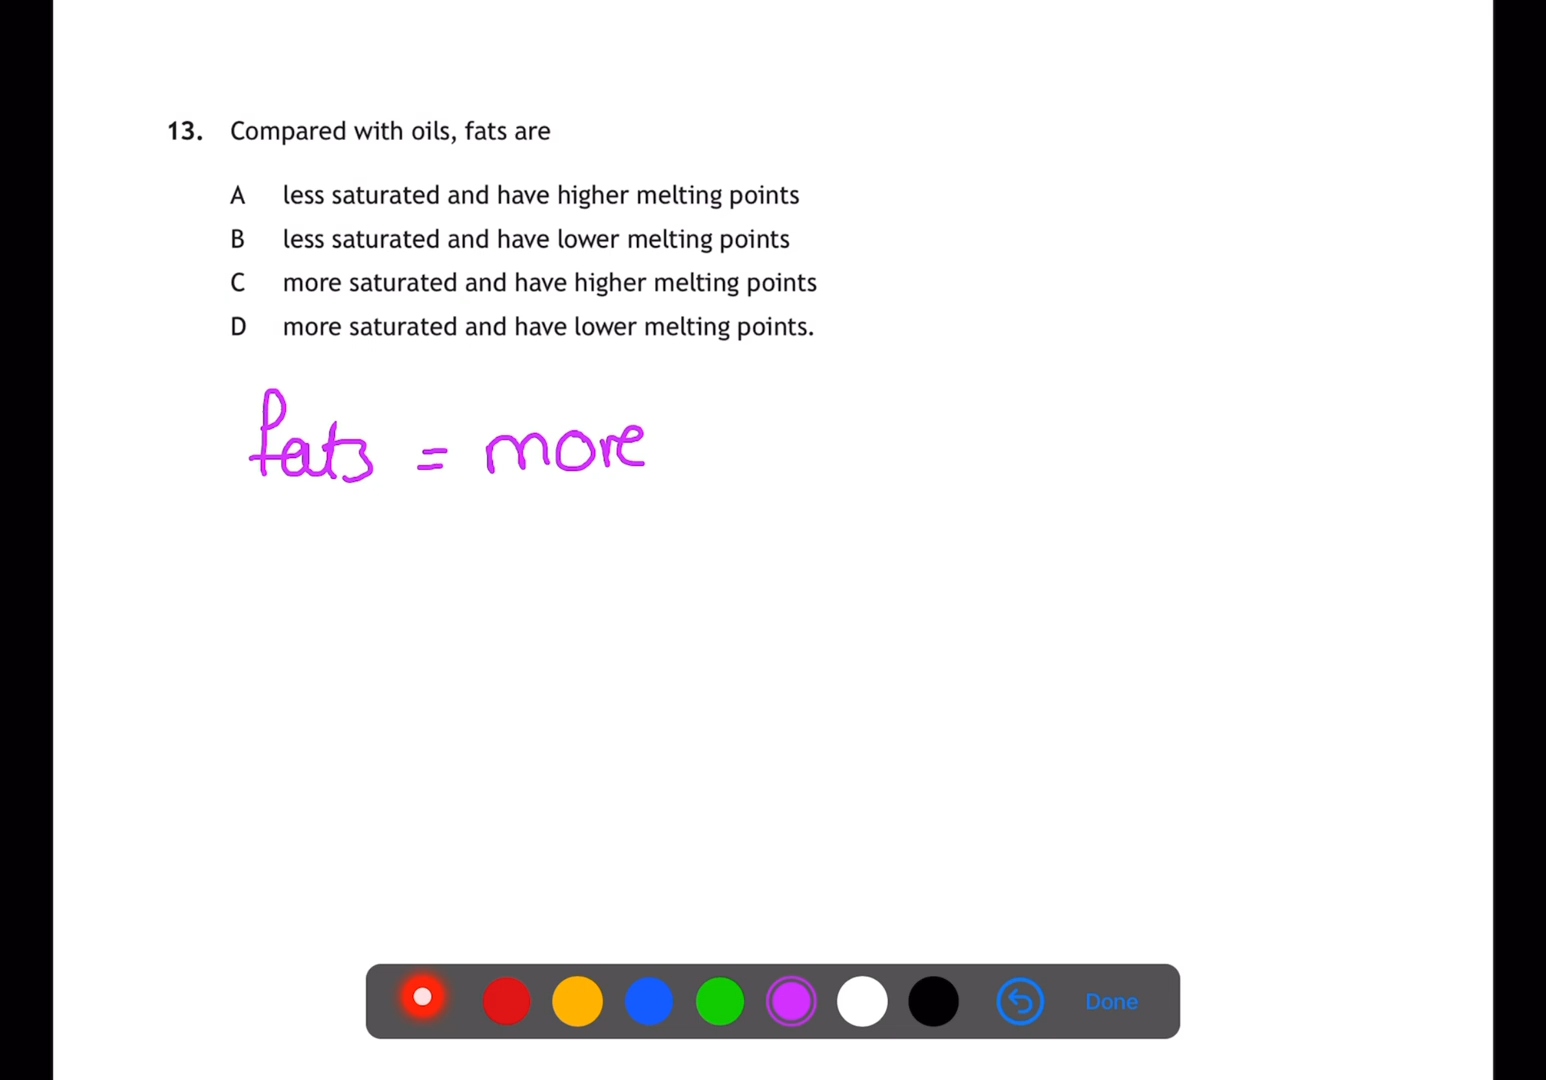 13. Compared with oils, fats are
A less saturated and have higher melting points
B less saturated and have lower melting points
C more saturated and have higher melting points
D more saturated and have lower melting points.
fats = more
Done